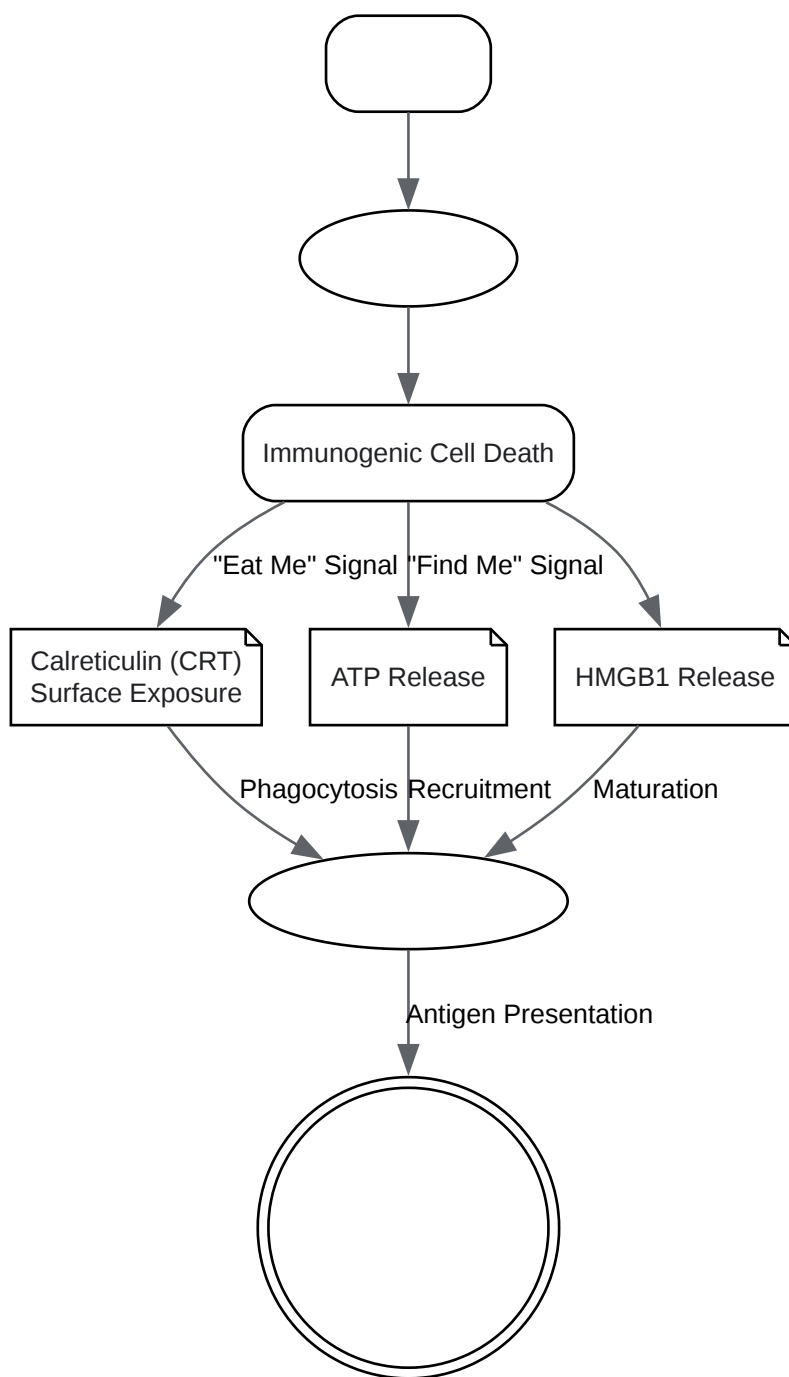 Immunogenic Cell Death
"Eat Me" Signal
"Find Me" Signal
Calreticulin (CRT)
Surface Exposure
ATP Release
HMGB1 Release
Phagocytosis
Recruitment
Maturation
Antigen Presentation